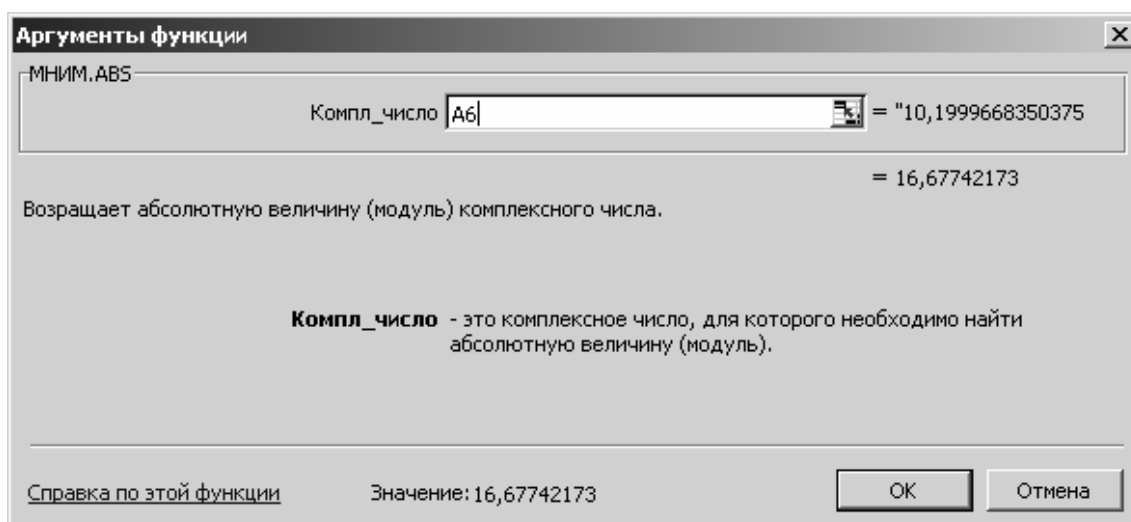 Аргументы функции
МНИМ.ABS
Компл_число А6 = "10,1999668350375
= 16,67742173
Возращает абсолютную величину (модуль) комплексного числа.
Компл_число - это комплексное число, для которого необходимо найти
абсолютную величину (модуль).
Справка по этой функции Значение: 16,67742173 ОК Отмена